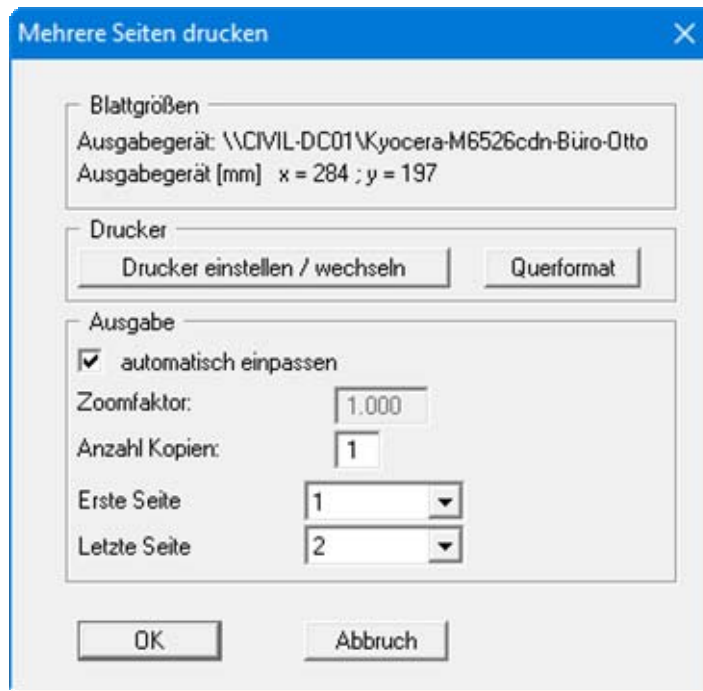 Mehrere Seiten drucken
Blattgrößen
Ausgabegerät: \\CIVIL-DC01\Kyocera-M6526cdn-Büro-Otto
Ausgabegerät [mm] x = 284 ; y = 197
Drucker
Drucker einstellen / wechseln Querformat
Ausgabe
automatisch einpassen
Zoomfaktor: 1.000
Anzahl Kopien: 1
Erste Seite 1
Letzte Seite 2
OK Abbruch